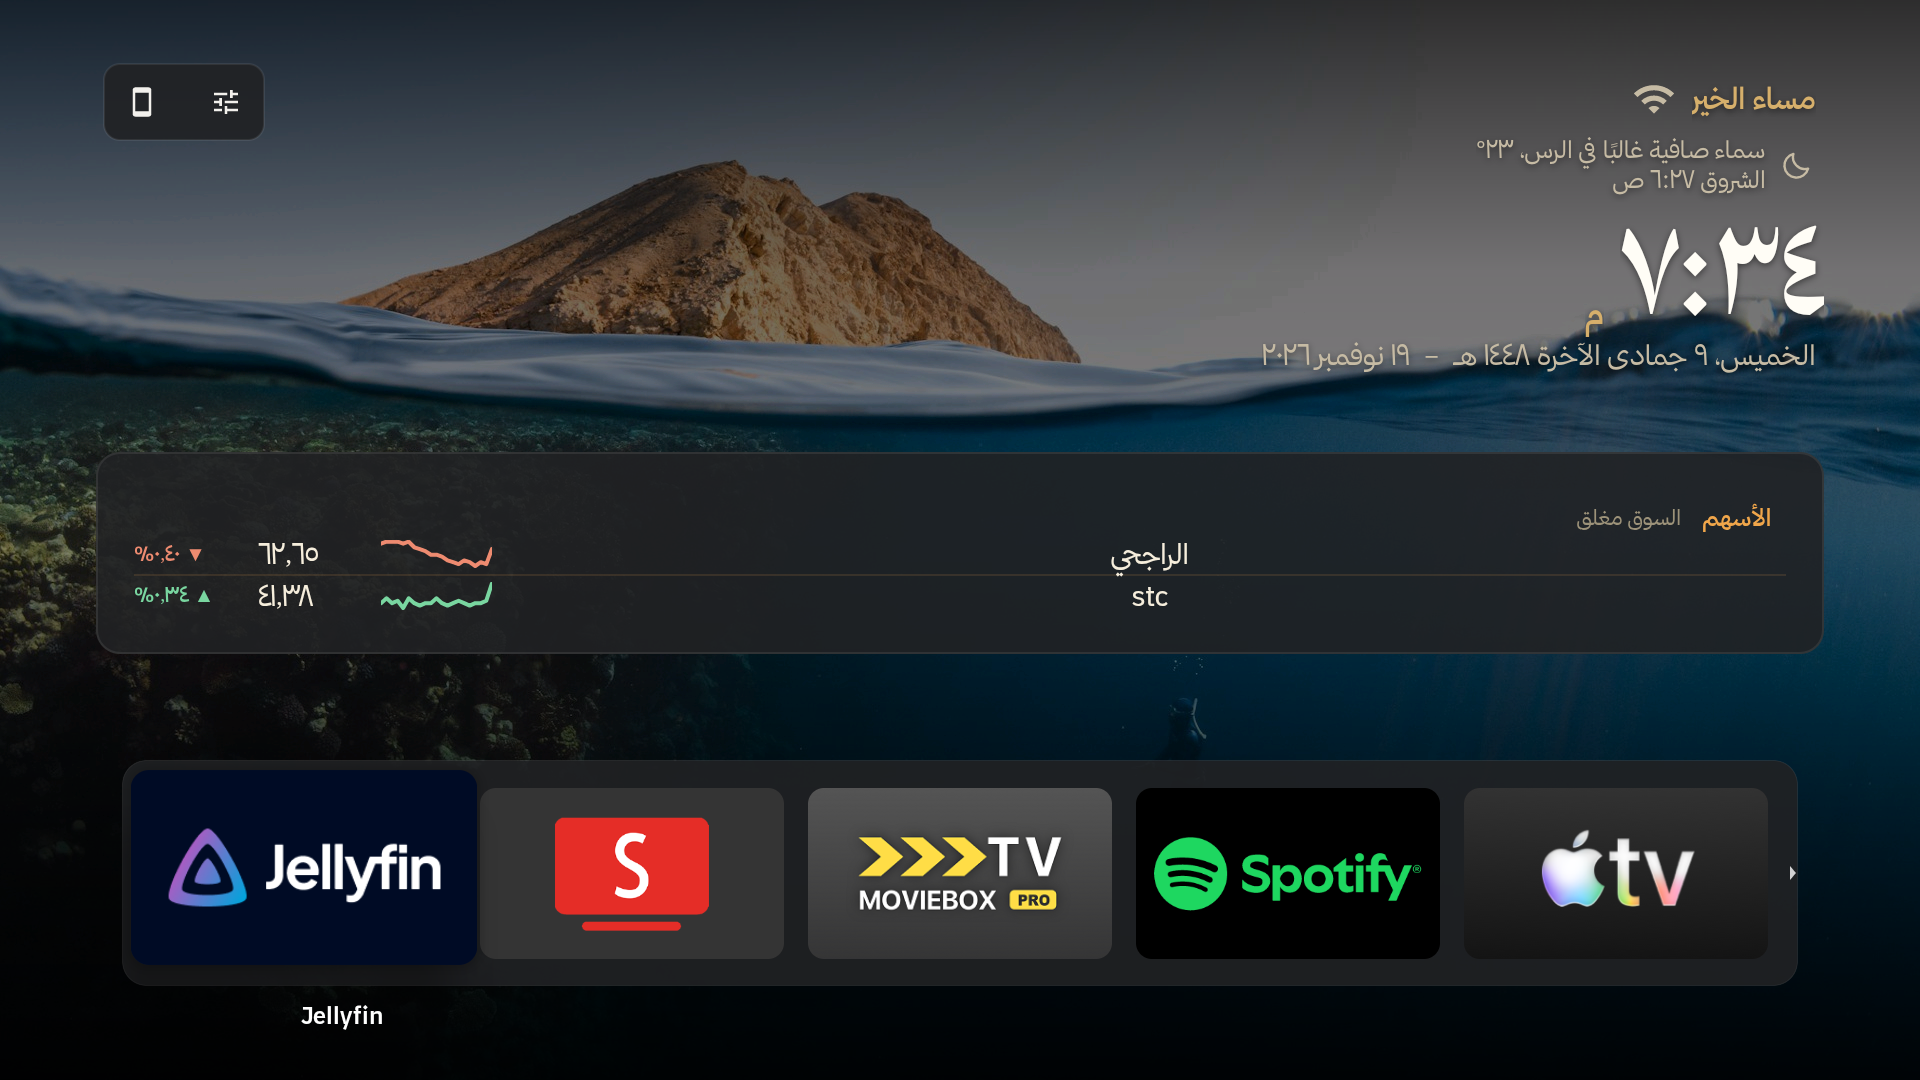 مساء الخير
سماء صافية غالبًا في الرس، ٢٣°
الشروق ٦:٢٧ ص
٧:٣٤ م
الخميس، ٩ جمادى الآخرة ١٤٤٨ هـ – ١٩ نوفمبر ٢٠٢٦
الأسهم السوق مغلق
الراجحي ٦٢,٦٥ ▼ ٠,٤٠%
stc ٤١,٣٨ ▲ ٠,٣٤%
Jellyfin
S
TV
MOVIEBOX PRO
Spotify®
tv
Jellyfin